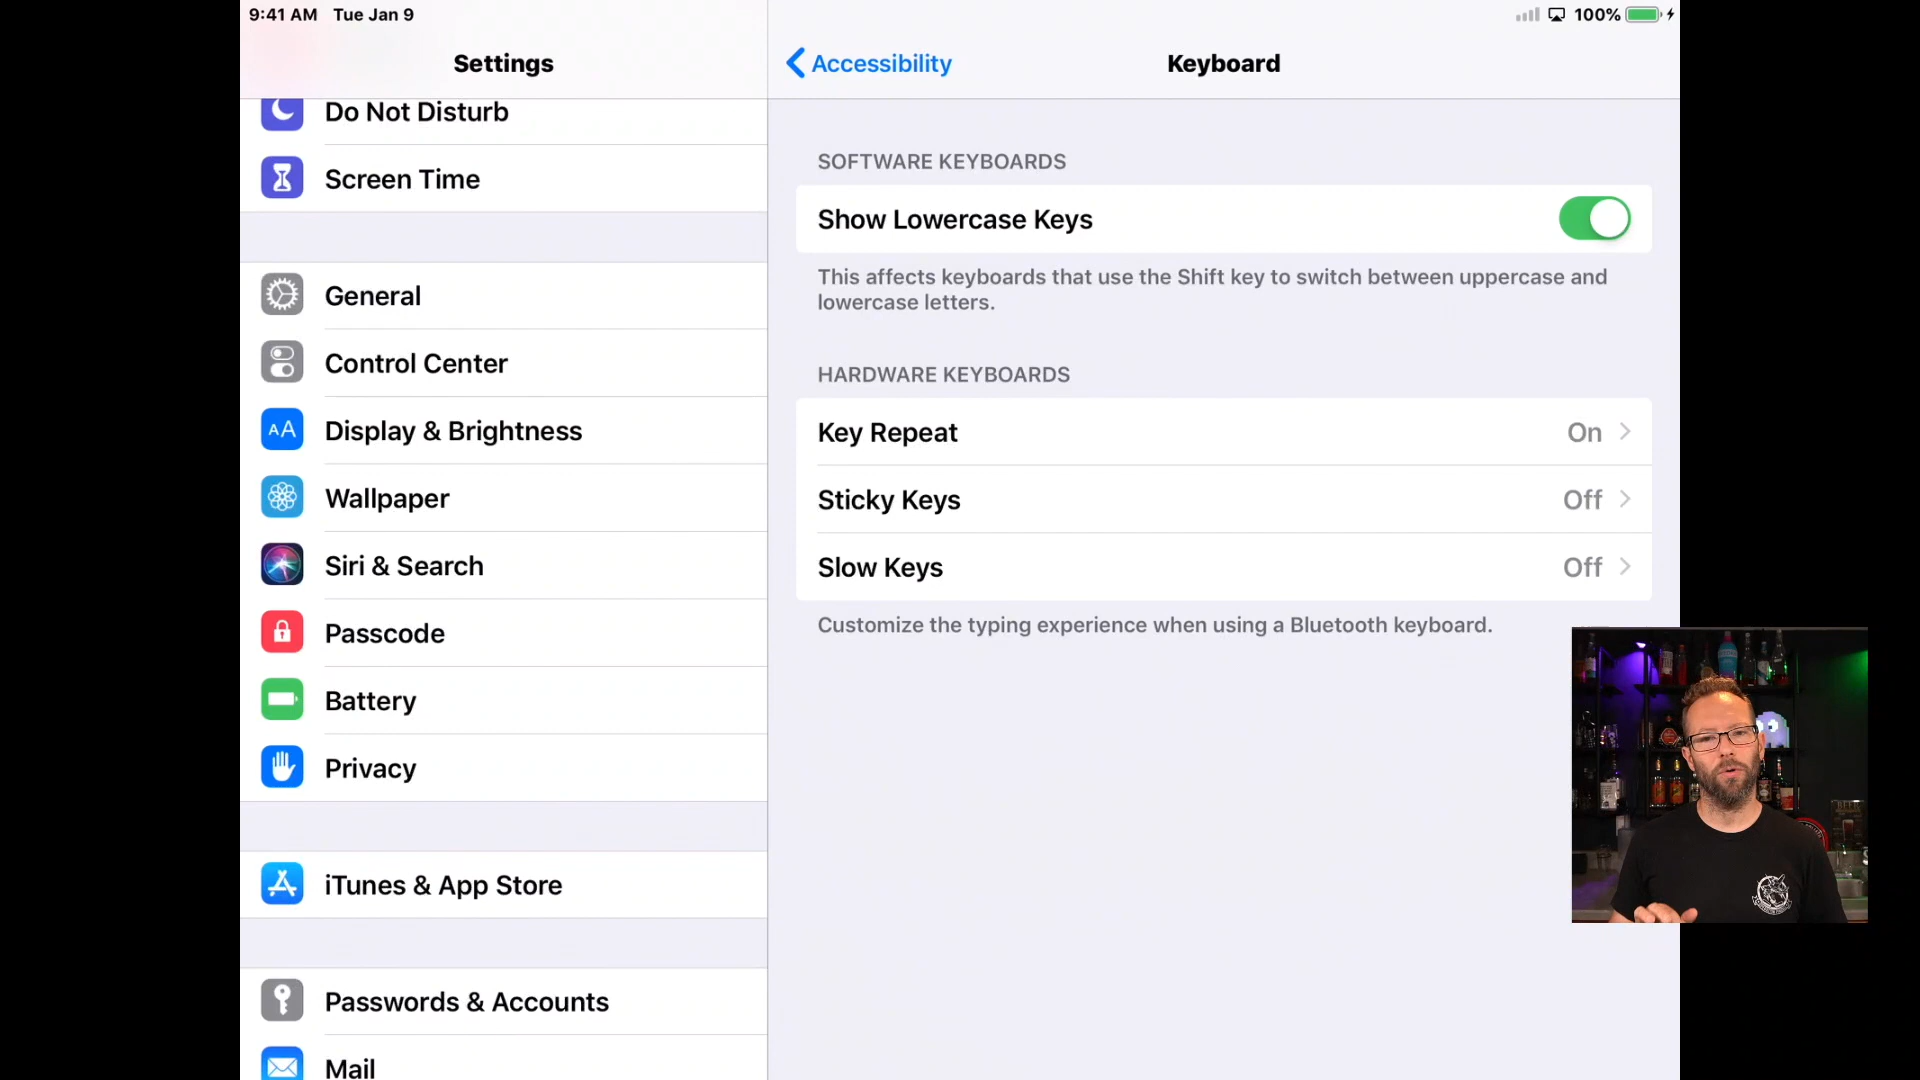 9:41 AM Tue Jan 9
100%
Settings
Accessibility
Keyboard
Do Not Disturb
Screen Time
General
Control Center
AA
Display & Brightness
Wallpaper
Siri & Search
Passcode
Battery
Privacy
iTunes & App Store
Passwords & Accounts
Mail
SOFTWARE KEYBOARDS
Show Lowercase Keys
This affects keyboards that use the Shift key to switch between uppercase and
lowercase letters.
HARDWARE KEYBOARDS
Key Repeat On
Sticky Keys Off
Slow Keys Off
Customize the typing experience when using a Bluetooth keyboard.